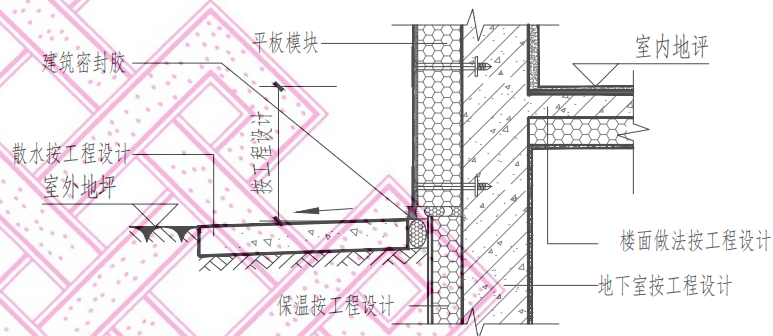 平板模块
室内地评
建筑密封胶
按工程设计
散水按工程设计
室外地坪
楼面做法按工程设计
地下室按工程设计
保温按工程设计